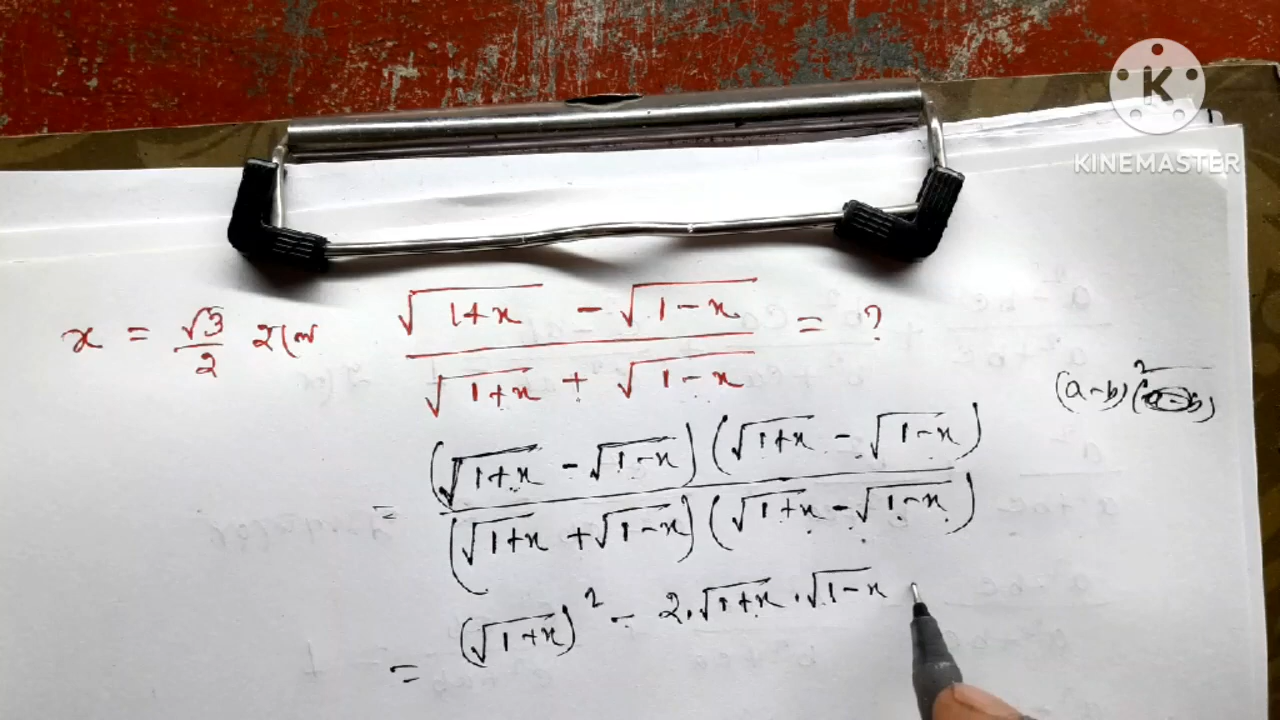 K
KINEMASTER
x = √3/2 হলে (√(1+x) - √(1-x))/(√(1+x) + √(1-x)) = ?
(a-b)²
= ((√(1+x) - √(1-x))(√(1+x) - √(1-x)))/((√(1+x) + √(1-x))(√(1+x) - √(1-x)))
= (√(1+x))² - 2.√(1+x).√(1-x)